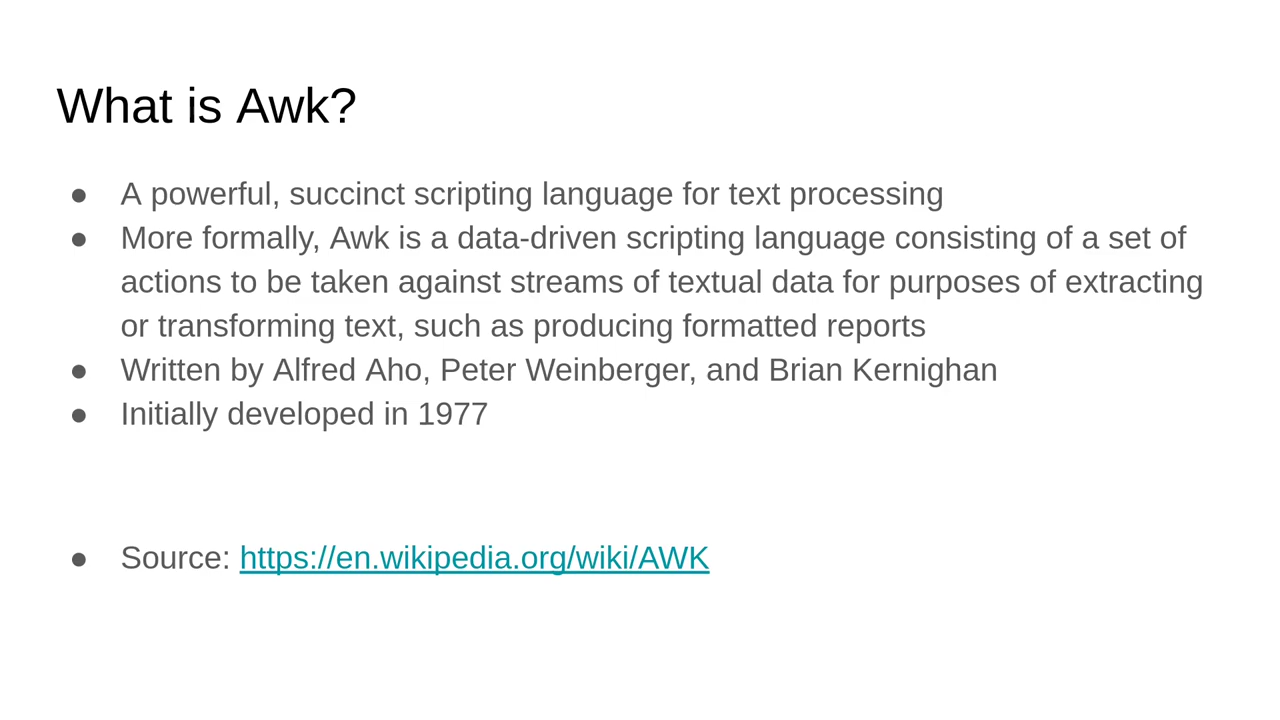 What is Awk?
● A powerful, succinct scripting language for text processing
● More formally, Awk is a data-driven scripting language consisting of a set of
actions to be taken against streams of textual data for purposes of extracting
or transforming text, such as producing formatted reports
● Written by Alfred Aho, Peter Weinberger, and Brian Kernighan
● Initially developed in 1977
● Source: https://en.wikipedia.org/wiki/AWK